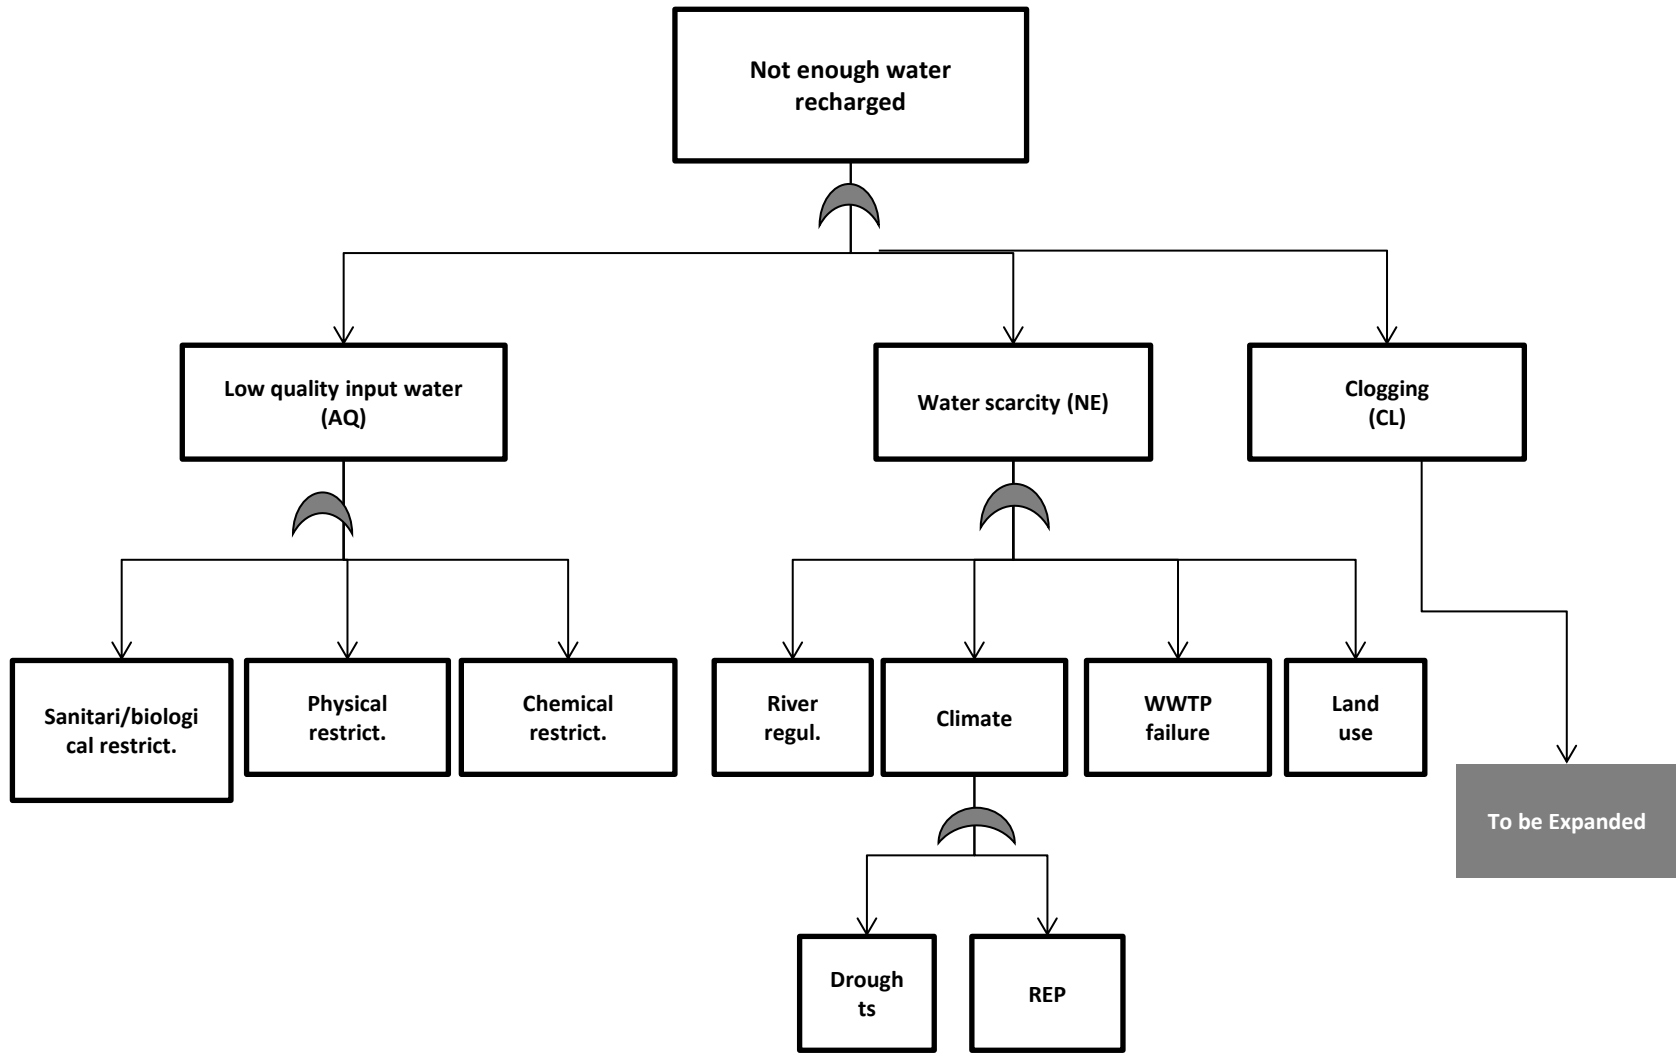 Not enough water
recharged
Low quality input water
(AQ)
Water scarcity (NE)
Clogging
(CL)
Sanitari/biologi
cal restrict.
Physical
restrict.
Chemical
restrict.
River
regul.
Climate
WWTP
failure
Land
use
To be Expanded
Drough
ts
REP